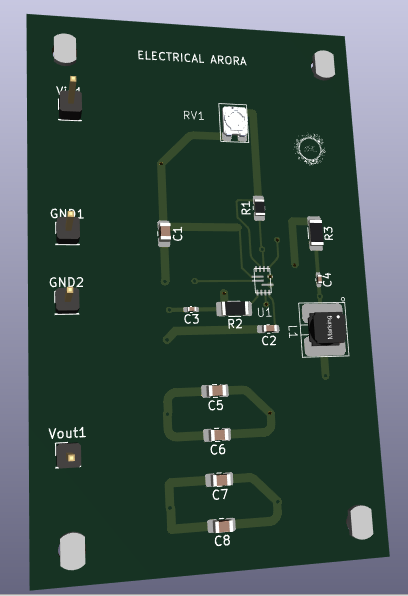 ELECTRICAL ARORA
Vin1
RV1
R1
GND1
C1
R3
GND2
C4
U1
C3
R2
C2
L1
Marking
C5
C6
Vout1
C7
C8